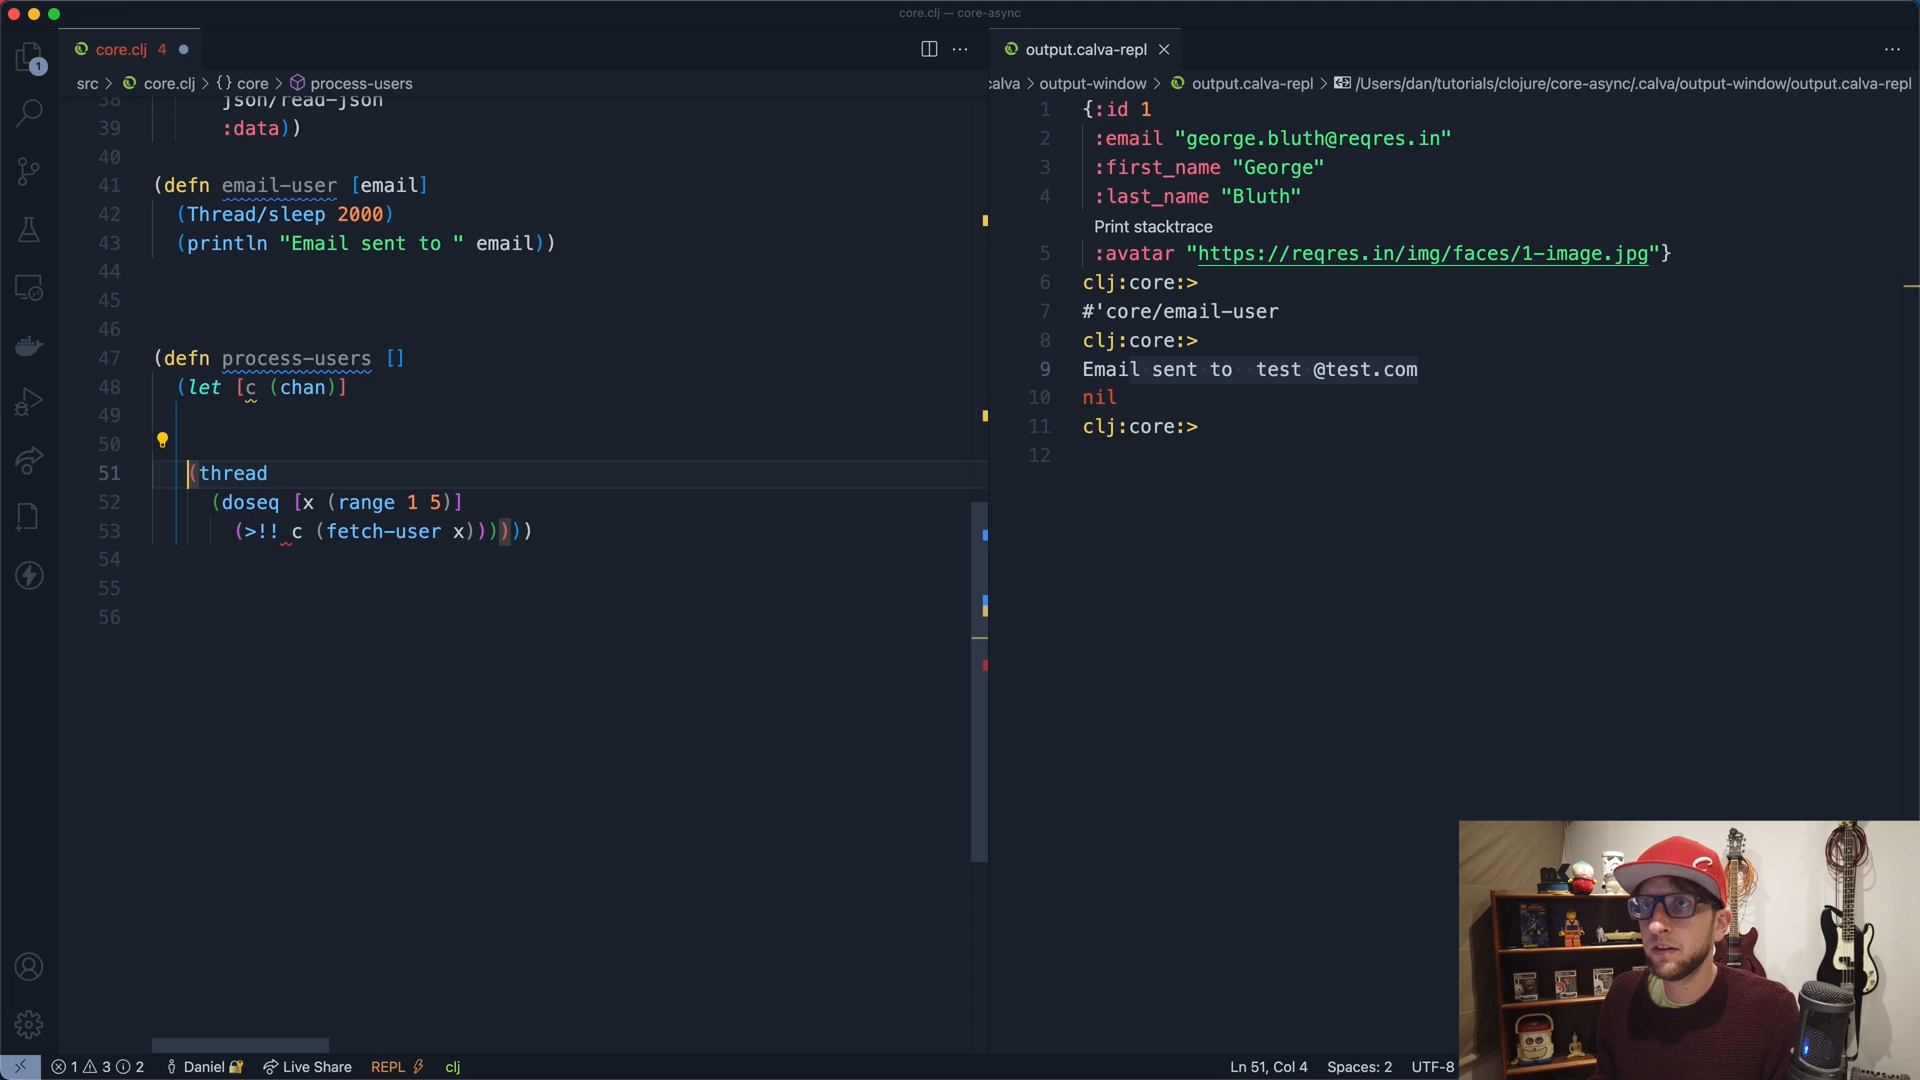 core.clj — core-async
core.clj 4
output.calva-repl
src > core.clj > {} core > process-users
calva > output-window > output.calva-repl > /Users/dan/tutorials/clojure/core-async/.calva/output-window/output.calva-repl
1
38 json/read-json
39 :data))
40
41 (defn email-user [email]
42 (Thread/sleep 2000)
43 (println "Email sent to " email))
44
45
46
47 (defn process-users []
48 (let [c (chan)]
49
50
51 (thread
52 (doseq [x (range 1 5)]
53 (>!! c (fetch-user x))))))
54
55
56
1 {:id 1
2 :email "george.bluth@reqres.in"
3 :first_name "George"
4 :last_name "Bluth"
Print stacktrace
5 :avatar "https://reqres.in/img/faces/1-image.jpg"}
6 clj:core:>
7 #'core/email-user
8 clj:core:>
9 Email sent to  test @test.com
10 nil
11 clj:core:>
12
1 3 2 Daniel Live Share REPL clj
Ln 51, Col 4 Spaces: 2 UTF-8